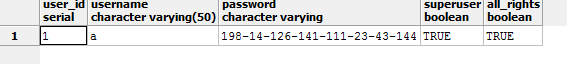 user_id username password superuser all_rights
serial character varying(50) character varying boolean boolean
1 1 a 198-14-126-141-111-23-43-144 TRUE TRUE